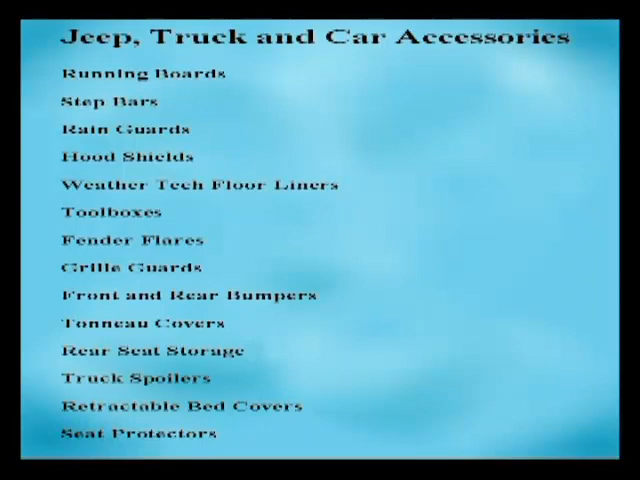 Jeep, Truck and Car Accessories
Running Boards
Step Bars
Rain Guards
Hood Shields
Weather Tech Floor Liners
Toolboxes
Fender Flares
Grille Guards
Front and Rear Bumpers
Tonneau Covers
Rear Seat Storage
Truck Spoilers
Retractable Bed Covers
Seat Protectors